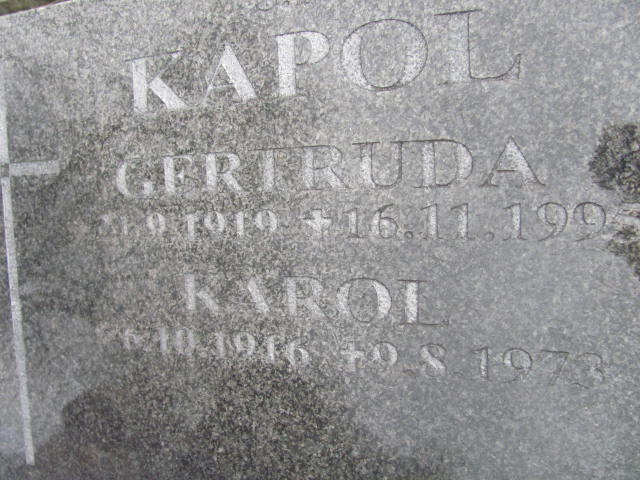 KAPOL
GERTRUDA
21.9.1919 ✝ 16.11.199
KAROL
10.1916 ✝ 9.8.1973